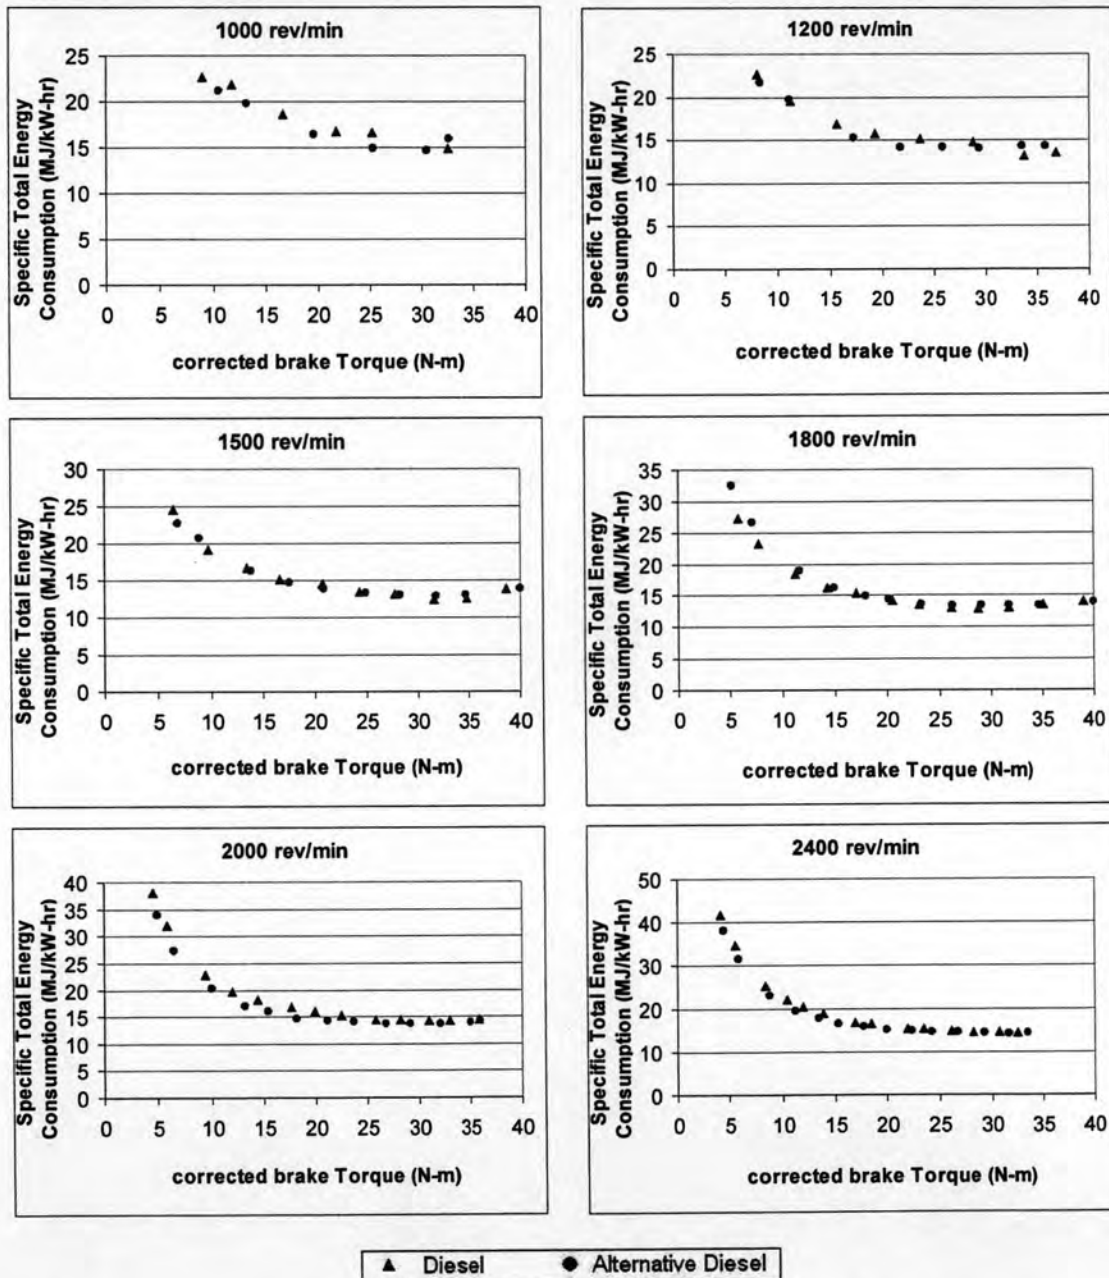 1000 rev/min
Specific Total Energy
Consumption (MJ/kW-hr)
25
20
15
10
5
0
0 5 10 15 20 25 30 35 40
corrected brake Torque (N-m)
1200 rev/min
Specific Total Energy
Consumption (MJ/kW-hr)
25
20
15
10
5
0
0 5 10 15 20 25 30 35 40
corrected brake Torque (N-m)
1500 rev/min
Specific Total Energy
Consumption (MJ/kW-hr)
30
25
20
15
10
5
0
0 5 10 15 20 25 30 35 40
corrected brake Torque (N-m)
1800 rev/min
Specific Total Energy
Consumption (MJ/kW-hr)
35
30
25
20
15
10
5
0
0 5 10 15 20 25 30 35 40
corrected brake Torque (N-m)
2000 rev/min
Specific Total Energy
Consumption (MJ/kW-hr)
40
35
30
25
20
15
10
5
0
0 5 10 15 20 25 30 35 40
corrected brake Torque (N-m)
2400 rev/min
Specific Total Energy
Consumption (MJ/kW-hr)
50
40
30
20
10
0
0 5 10 15 20 25 30 35 40
corrected brake Torque (N-m)
▲ Diesel ● Alternative Diesel